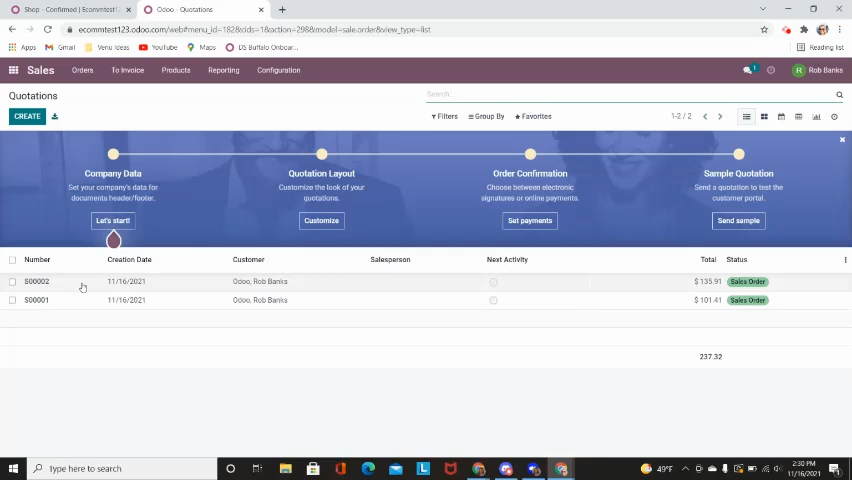 Shop - Confirmed | Ecommtest12
Odoo - Quotations
ecommtest123.odoo.com/web#menu_id=182&cids=1&action=298&model=sale.order&view_type=list
Apps Gmail Venu Ideas YouTube Maps DS Buffalo Onboar... Reading list
Sales Orders To Invoice Products Reporting Configuration 1 R Rob Banks
Quotations Search...
CREATE Filters Group By Favorites 1-2 / 2
Company Data Quotation Layout Order Confirmation Sample Quotation
Set your company's data for Customize the look of your Choose between electronic Send a quotation to test the
documents header/footer. quotations. signatures or online payments. customer portal.
Let's start! Customize Set payments Send sample
Number Creation Date Customer Salesperson Next Activity Total Status
S00002 11/16/2021 Odoo, Rob Banks $ 135.91 Sales Order
S00001 11/16/2021 Odoo, Rob Banks $ 101.41 Sales Order
237.32
Type here to search 49°F 2:30 PM
11/16/2021